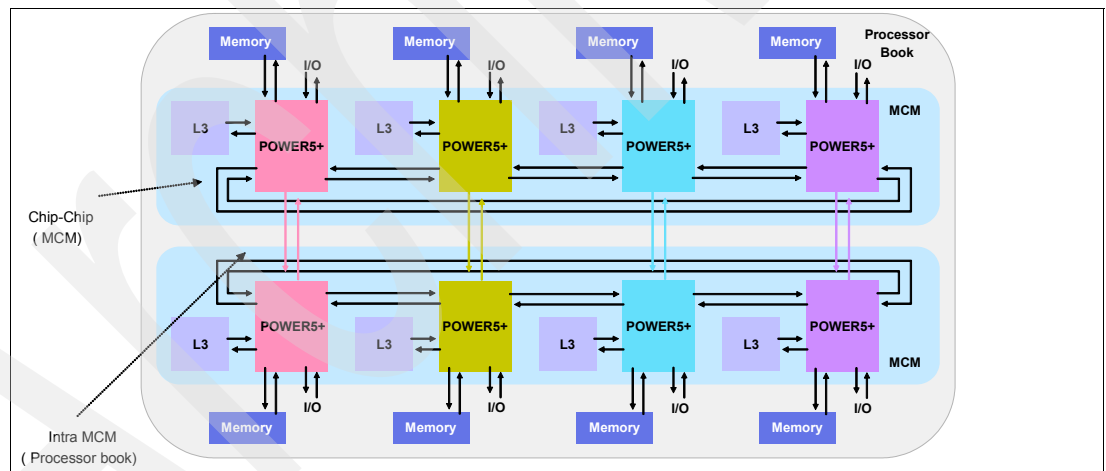 Memory
Memory
Memory
Memory
Processor
Book
I/O
I/O
I/O
I/O
MCM
L3
POWER5+
L3
POWER5+
L3
POWER5+
L3
POWER5+
Chip-Chip
( MCM)
L3
POWER5+
L3
POWER5+
L3
POWER5+
L3
POWER5+
MCM
I/O
I/O
I/O
I/O
Memory
Memory
Memory
Memory
Intra MCM
( Processor book)